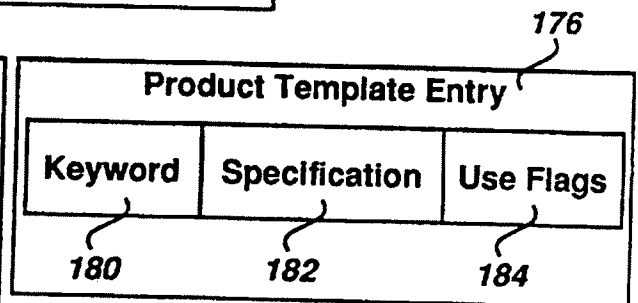 176
Product Template Entry
Keyword Specification Use Flags
180 182 184